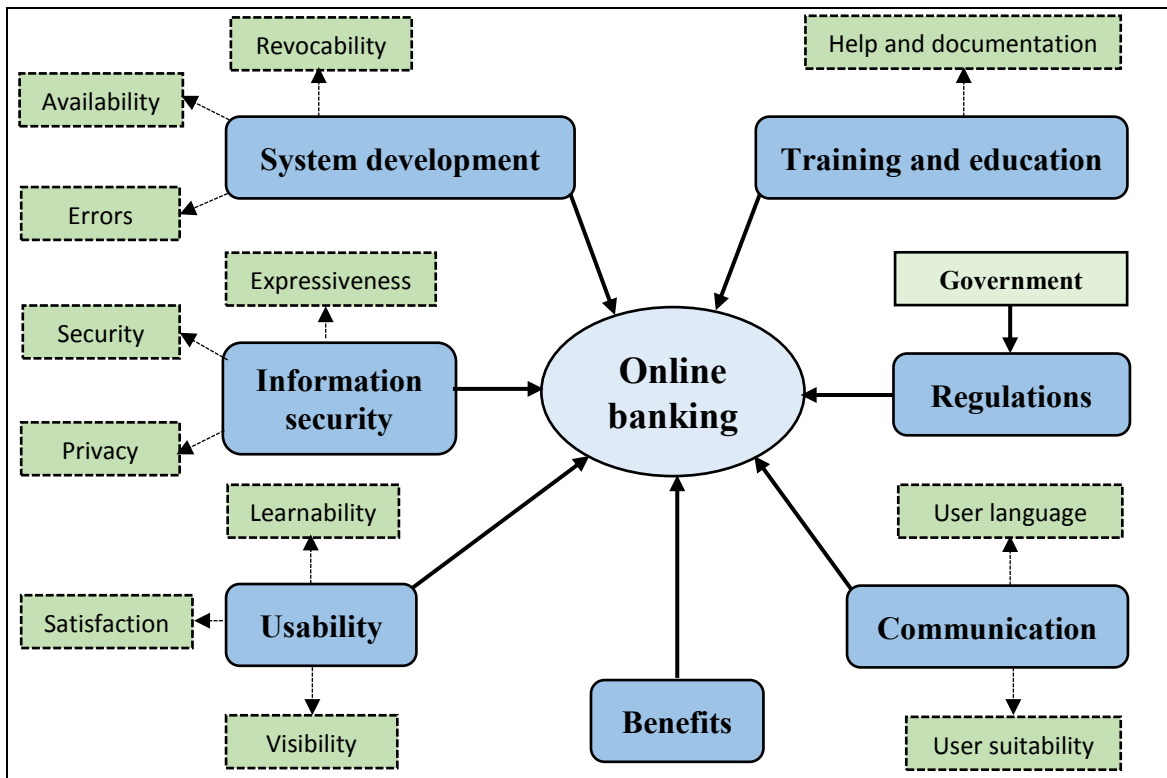 Revocability
Help and documentation
Availability
System development
Training and education
Errors
Expressiveness
Government
Security
Information
security
Online
banking
Regulations
Privacy
Learnability
User language
Satisfaction
Usability
Communication
Benefits
Visibility
User suitability